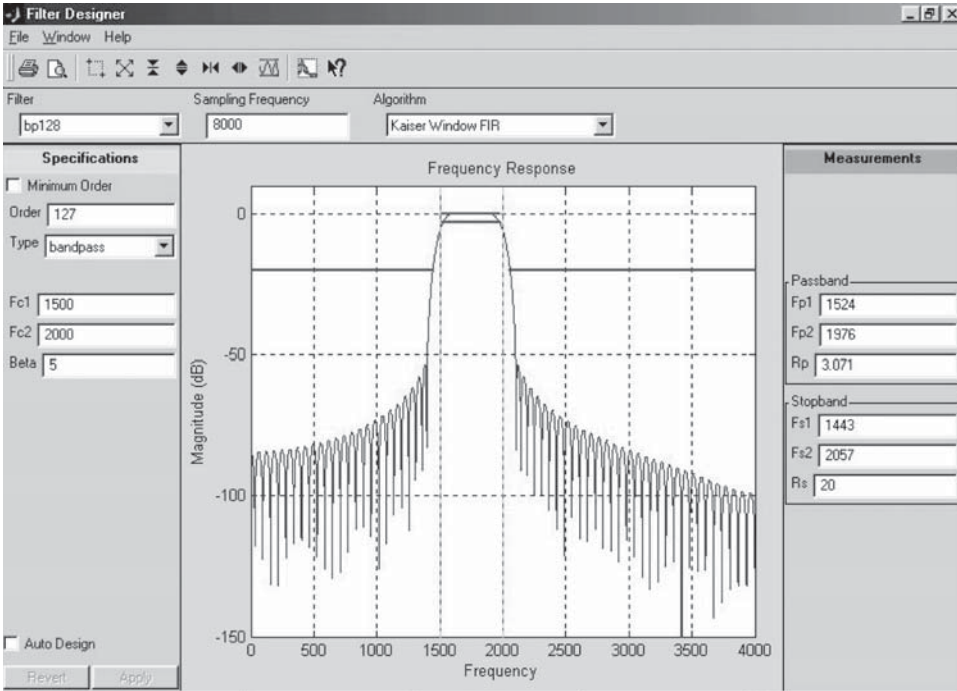 Filter Designer
File Window Help
Filter
bp128
Sampling Frequency
8000
Algorithm
Kaiser Window FIR
Specifications
Minimum Order
Order 127
Type bandpass
Fc1 1500
Fc2 2000
Beta 5
Auto Design
Revert Apply
Frequency Response
Magnitude (dB)
0
-50
-100
-150
0 500 1000 1500 2000 2500 3000 3500 4000
Frequency
Measurements
Passband
Fp1 1524
Fp2 1976
Rp 3.071
Stopband
Fs1 1443
Fs2 2057
Rs 20